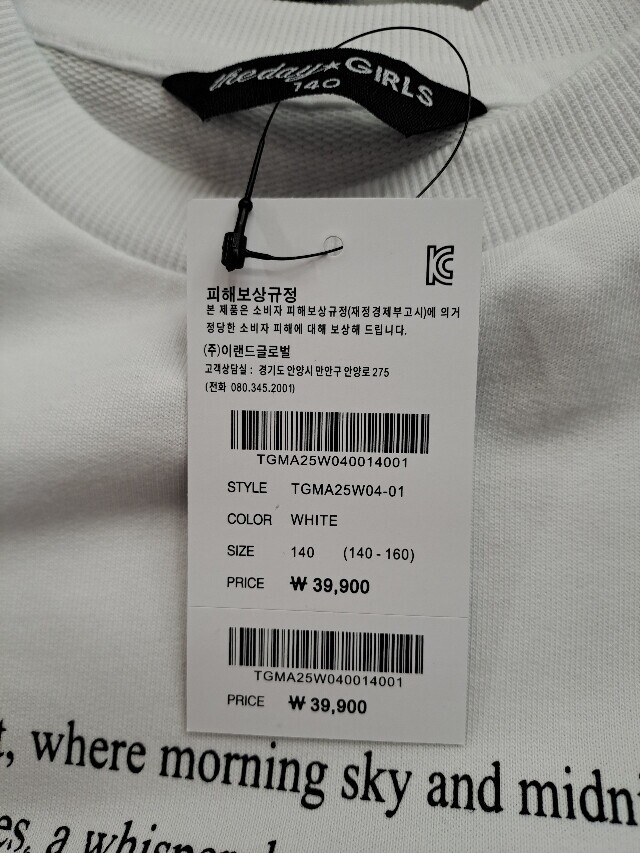 theday★GIRLS
140
피해보상규정
본 제품은 소비자 피해보상규정(재정경제부고시)에 의거
정당한 소비자 피해에 대해 보상해 드립니다.
(주)이랜드글로벌
고객상담실 : 경기도 안양시 만안구 안양로 275
(전화 080.345.2001)
TGMA25W040014001
STYLE TGMA25W04-01
COLOR WHITE
SIZE 140 (140 - 160)
PRICE ₩ 39,900
TGMA25W040014001
PRICE ₩ 39,900
where morning sky and
a